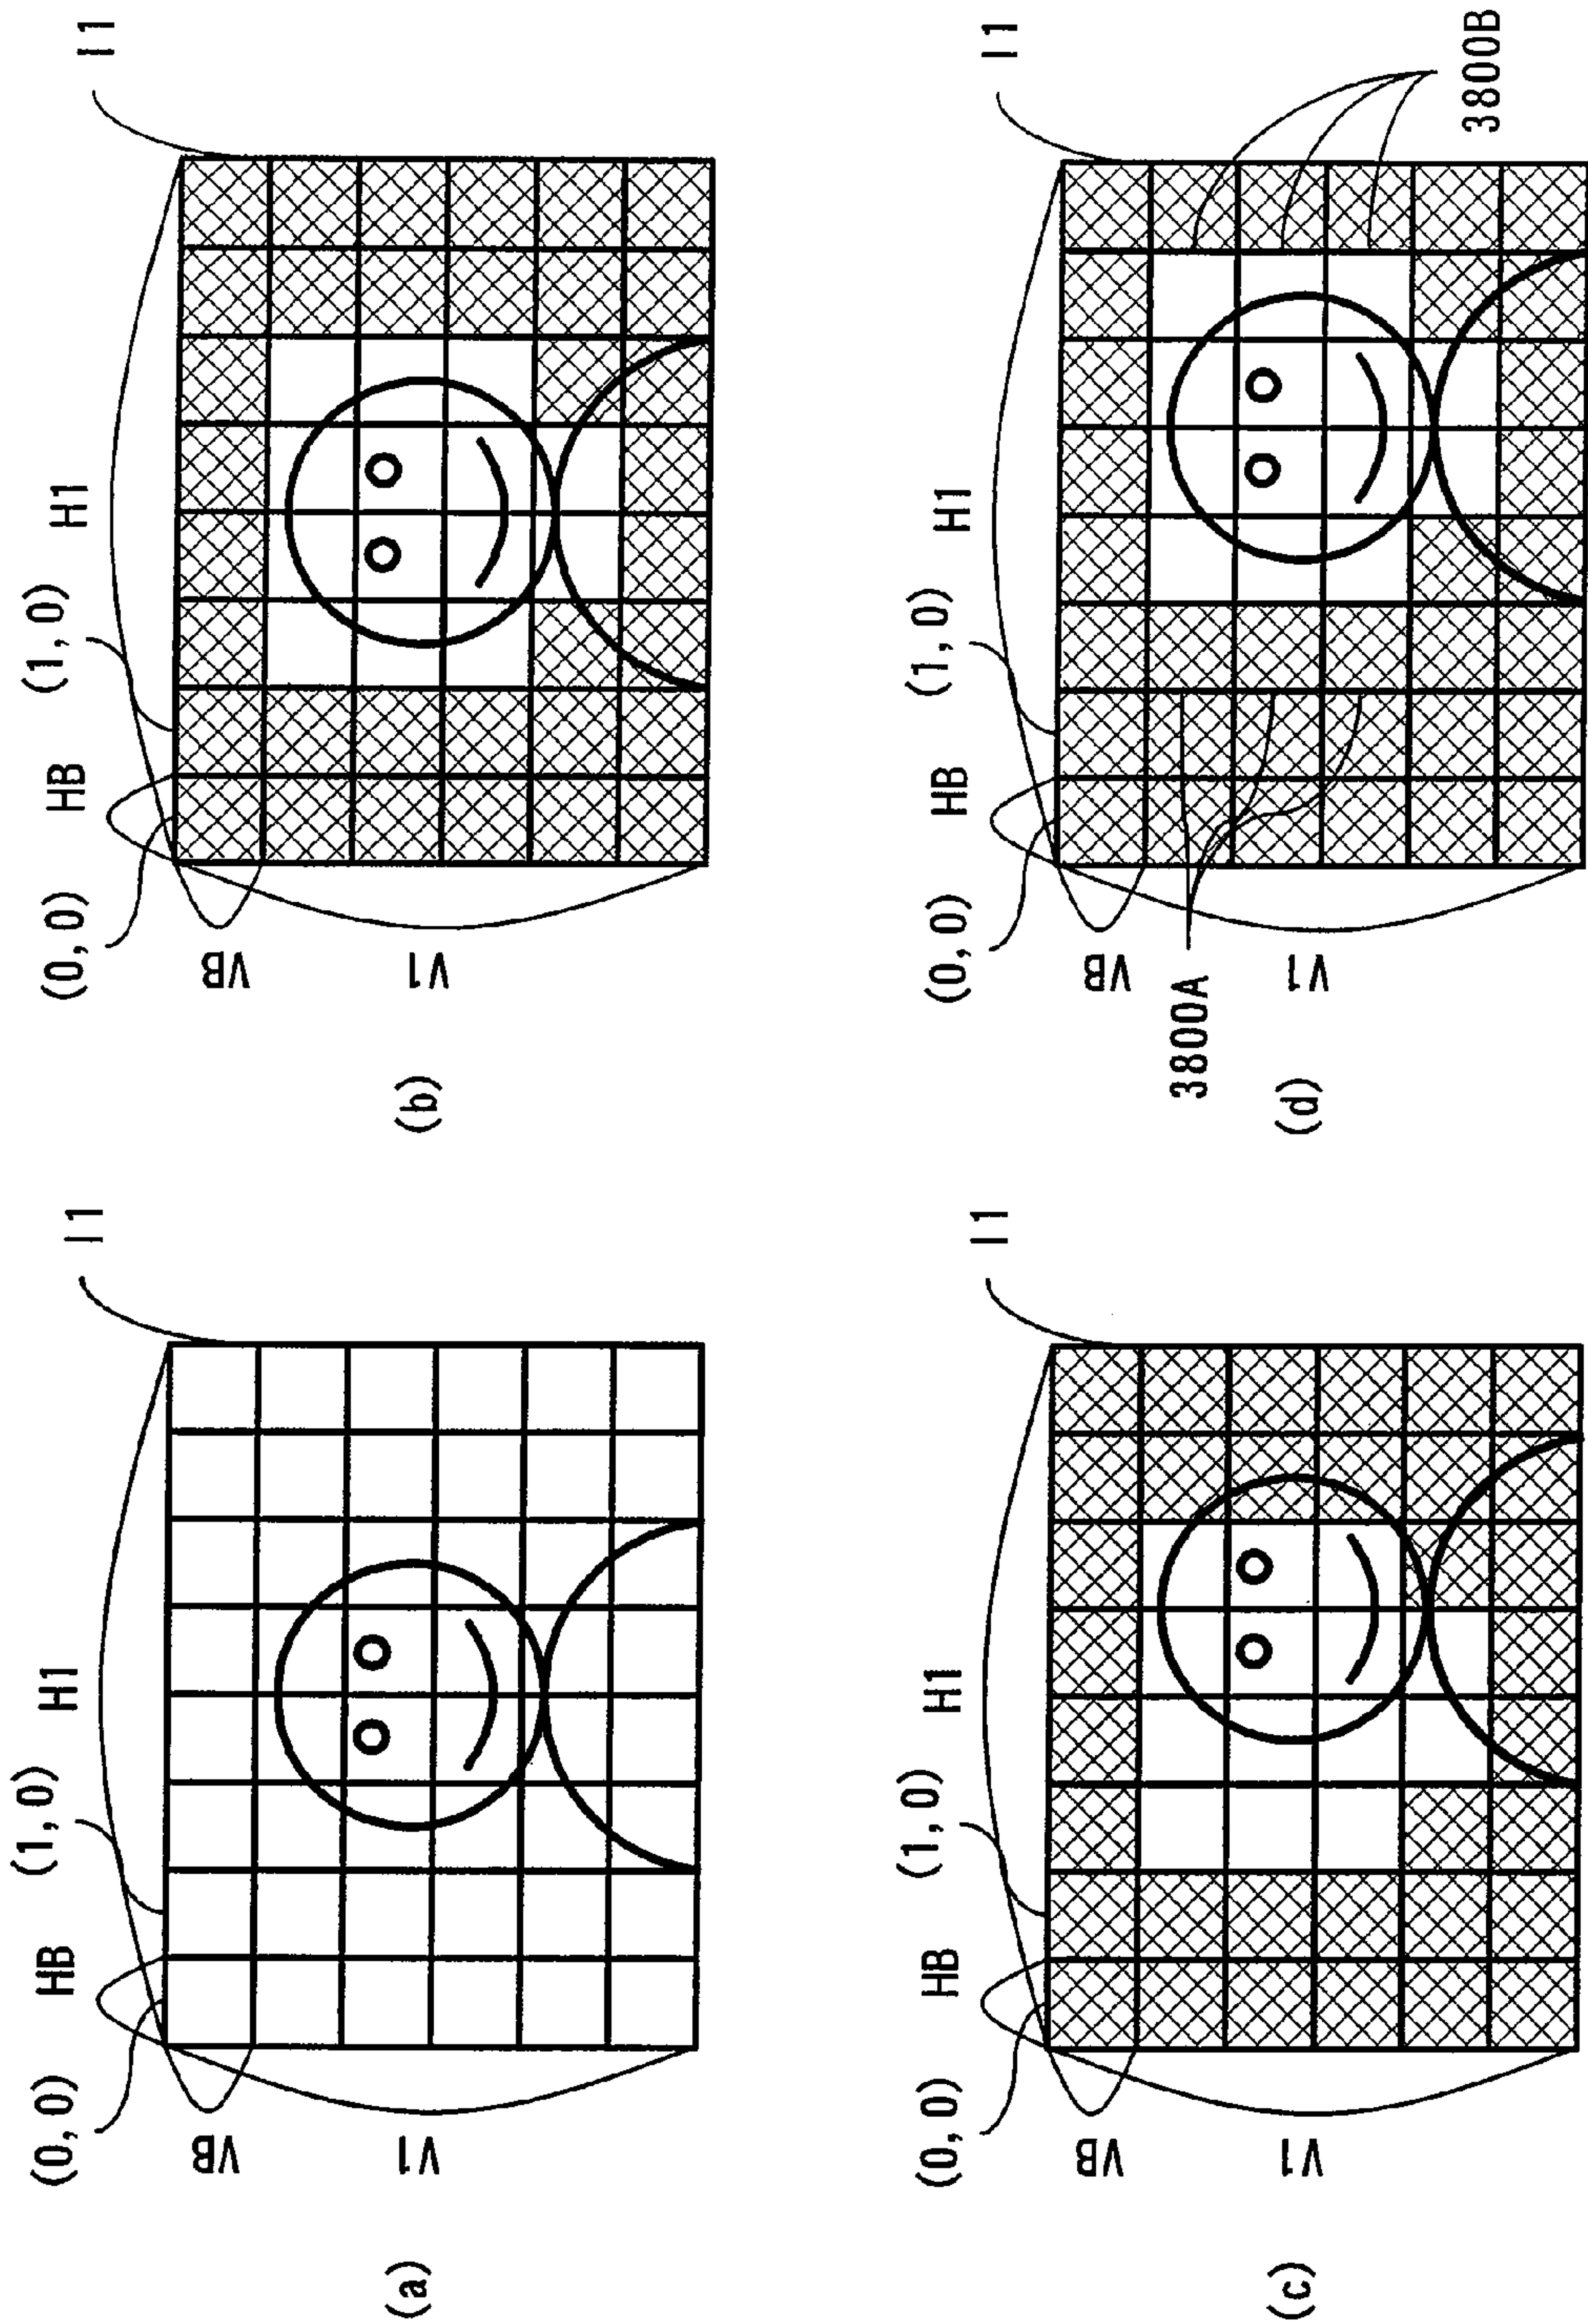 (a)
(0,0)
HB
(1,0)
H1
I1
VB
V1
(b)
(0,0)
HB
(1,0)
H1
I1
VB
V1
(c)
(0,0)
HB
(1,0)
H1
I1
VB
V1
(d)
(0,0)
HB
(1,0)
H1
I1
VB
V1
3800A
3800B